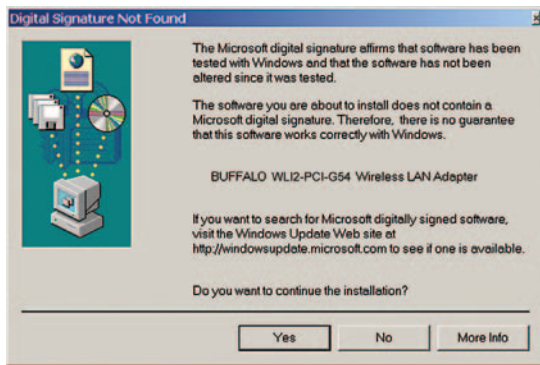 Digital Signature Not Found
The Microsoft digital signature affirms that software has been
tested with Windows and that the software has not been
altered since it was tested.
The software you are about to install does not contain a
Microsoft digital signature. Therefore, there is no guarantee
that this software works correctly with Windows.
BUFFALO WLI2-PCI-G54 Wireless LAN Adapter
If you want to search for Microsoft digitally signed software,
visit the Windows Update Web site at
http://windowsupdate.microsoft.com to see if one is available.
Do you want to continue the installation?
Yes No More Info